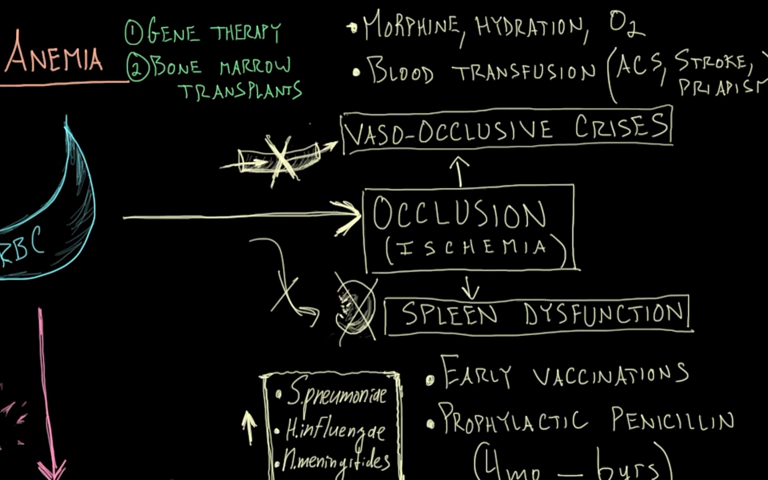 ANEMIA
① GENE THERAPY
② BONE MARROW
TRANSPLANTS
• MORPHINE, HYDRATION, O2
• BLOOD TRANSFUSION (ACS, STROKE,
PRIAPISM
VASO-OCCLUSIVE CRISES
RBC
OCCLUSION
(ISCHEMIA)
SPLEEN DYSFUNCTION
• S.pneumoniae
• H.influenzae
• N.meningitides
• EARLY VACCINATIONS
• PROPHYLACTIC PENICILLIN
(4mo — 6yrs)